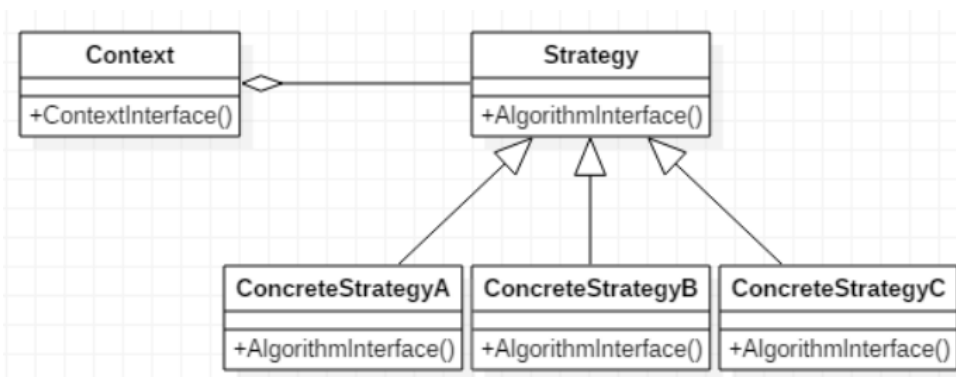 Context
+ContextInterface()
Strategy
+AlgorithmInterface()
ConcreteStrategyA
+AlgorithmInterface()
ConcreteStrategyB
+AlgorithmInterface()
ConcreteStrategyC
+AlgorithmInterface()